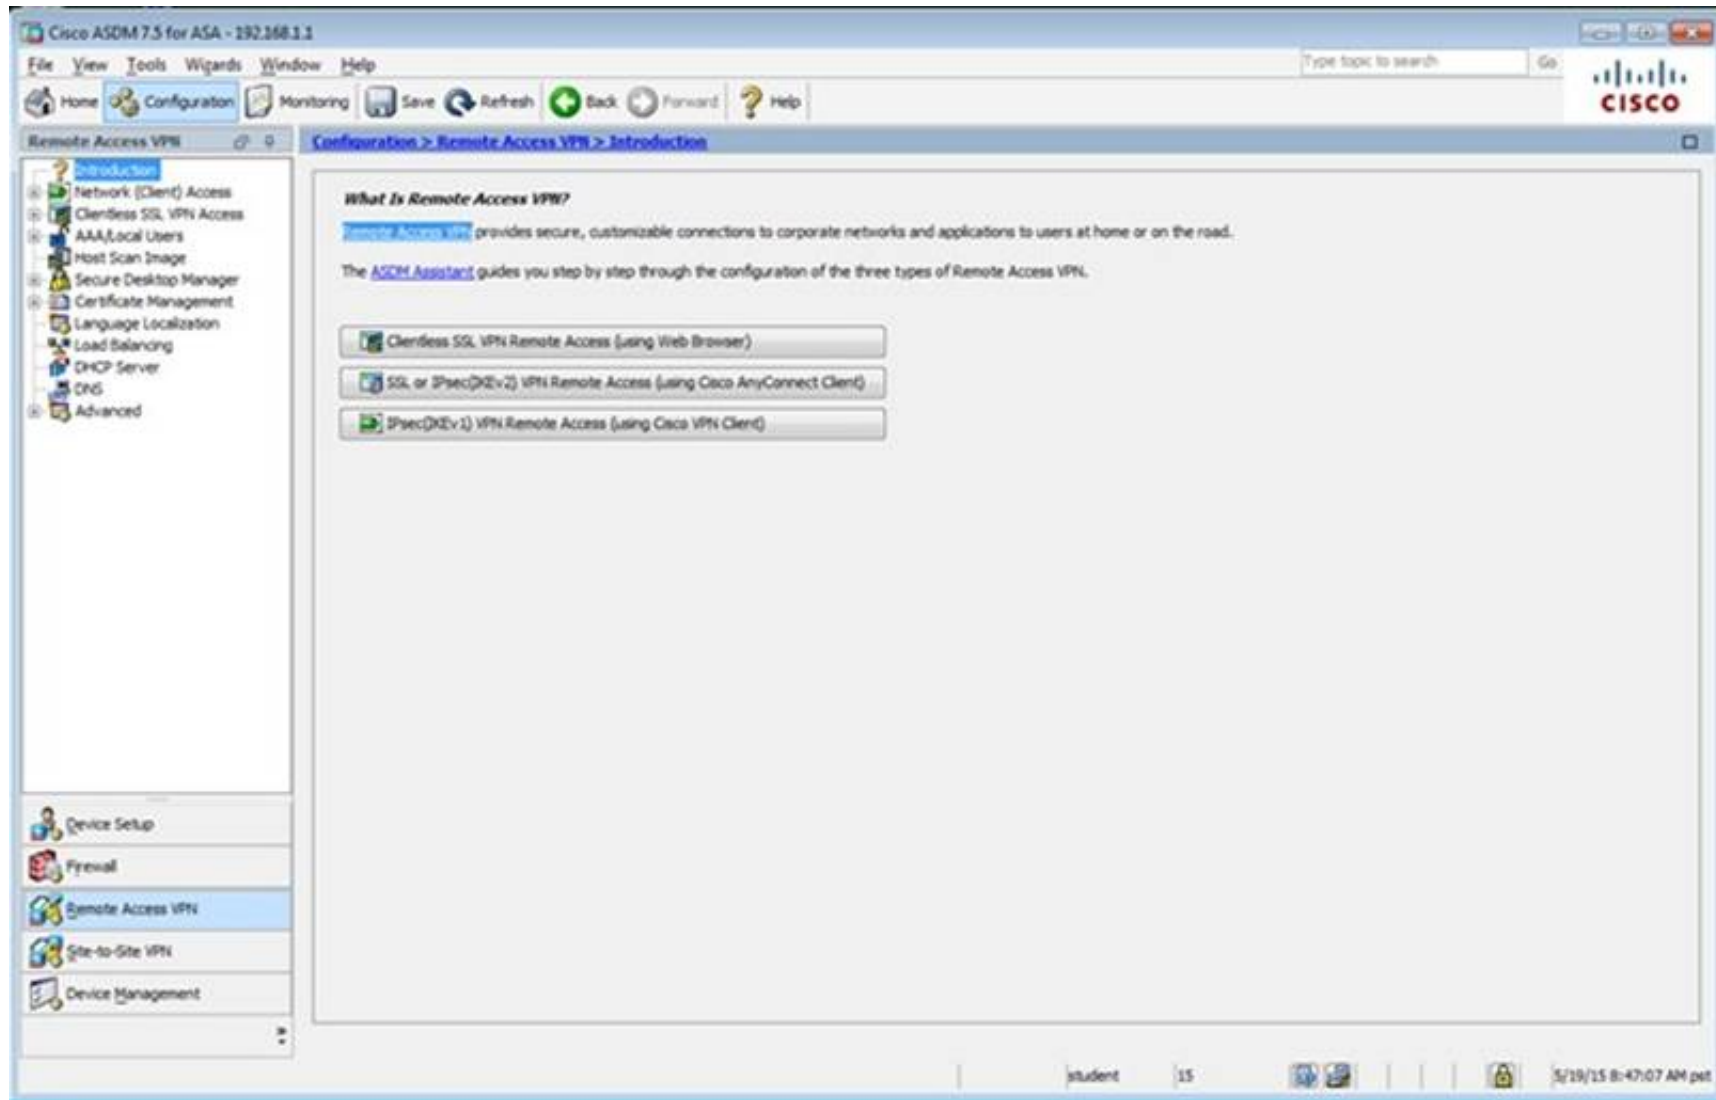 Cisco ASDM 7.5 for ASA - 192.168.1.1
File View Tools Wizards Window Help
Type topic to search Go
CISCO
Home Configuration Monitoring Save Refresh Back Forward Help
Remote Access VPN
Configuration > Remote Access VPN > Introduction
Introduction
Network (Client) Access
Clientless SSL VPN Access
AAA/Local Users
Host Scan Image
Secure Desktop Manager
Certificate Management
Language Localization
Load Balancing
DHCP Server
DNS
Advanced
What Is Remote Access VPN?
Remote Access VPN provides secure, customizable connections to corporate networks and applications to users at home or on the road.
The ASDM Assistant guides you step by step through the configuration of the three types of Remote Access VPN.
Clientless SSL VPN Remote Access (using Web Browser)
SSL or IPsec(IKEv2) VPN Remote Access (using Cisco AnyConnect Client)
IPsec(IKEv1) VPN Remote Access (using Cisco VPN Client)
Device Setup
Firewall
Remote Access VPN
Site-to-Site VPN
Device Management
student 15 5/19/15 8:47:07 AM pst